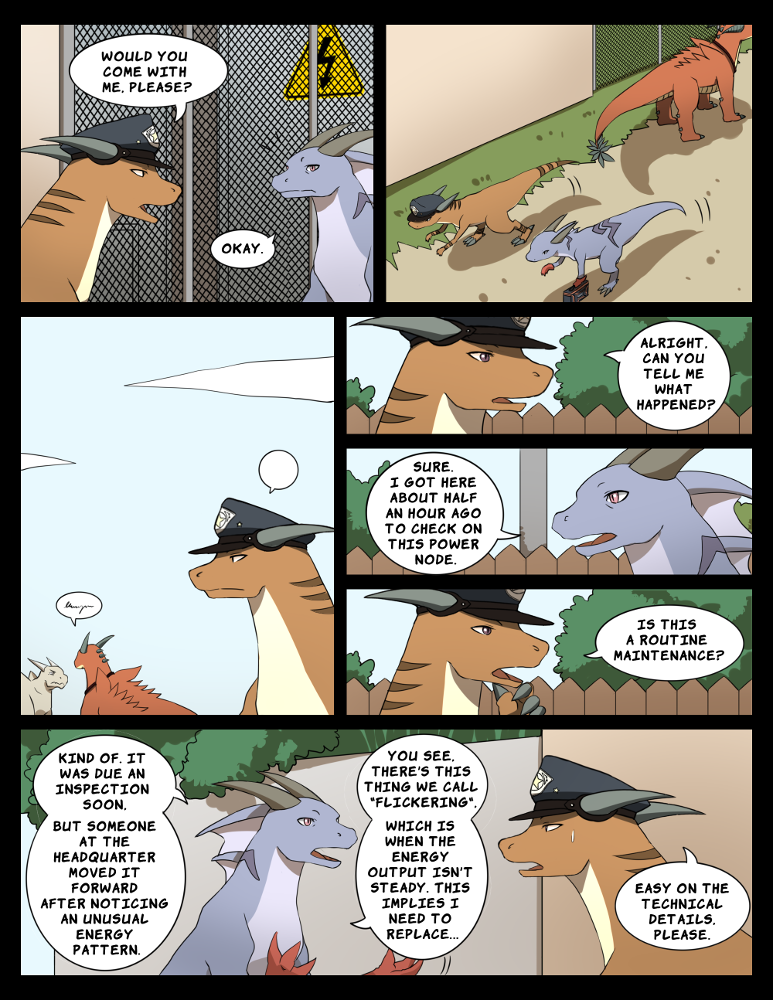 WOULD YOU
COME WITH
ME, PLEASE?
OKAY.
ALRIGHT,
CAN YOU
TELL ME
WHAT
HAPPENED?
SURE.
I GOT HERE
ABOUT HALF
AN HOUR AGO
TO CHECK ON
THIS POWER
NODE.
IS THIS
A ROUTINE
MAINTENANCE?
KIND OF. IT
WAS DUE AN
INSPECTION
SOON.
BUT SOMEONE
AT THE
HEADQUARTER
MOVED IT
FORWARD
AFTER NOTICING
AN UNUSUAL
ENERGY
PATTERN.
YOU SEE,
THERE'S THIS
THING WE CALL
"FLICKERING".
WHICH IS
WHEN THE
ENERGY
OUTPUT ISN'T
STEADY. THIS
IMPLIES I
NEED TO
REPLACE...
EASY ON THE
TECHNICAL
DETAILS,
PLEASE.